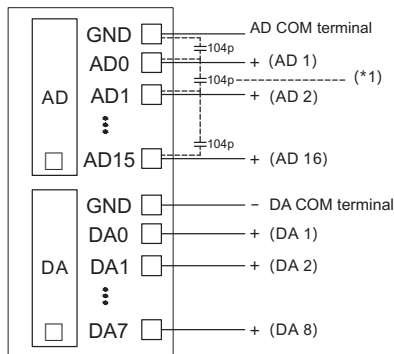 GND AD COM terminal
104p
AD0 + (AD 1)
104p (*1)
AD AD1 + (AD 2)
104p
AD15 + (AD 16)
GND - DA COM terminal
DA0 + (DA 1)
DA DA1 + (DA 2)
DA7 + (DA 8)